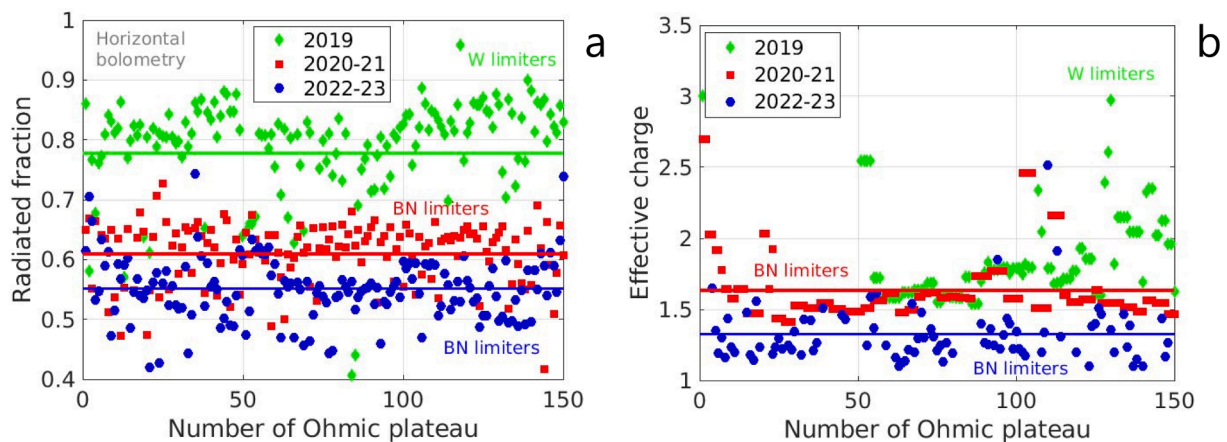 Horizontal
bolometry
2019
2020-21
2022-23
W limiters
a
BN limiters
BN limiters
Radiated fraction
1
0.9
0.8
0.7
0.6
0.5
0.4
0 50 100 150
Number of Ohmic plateau
2019
2020-21
2022-23
W limiters
b
BN limiters
BN limiters
Effective charge
3.5
3
2.5
2
1.5
1
0 50 100 150
Number of Ohmic plateau